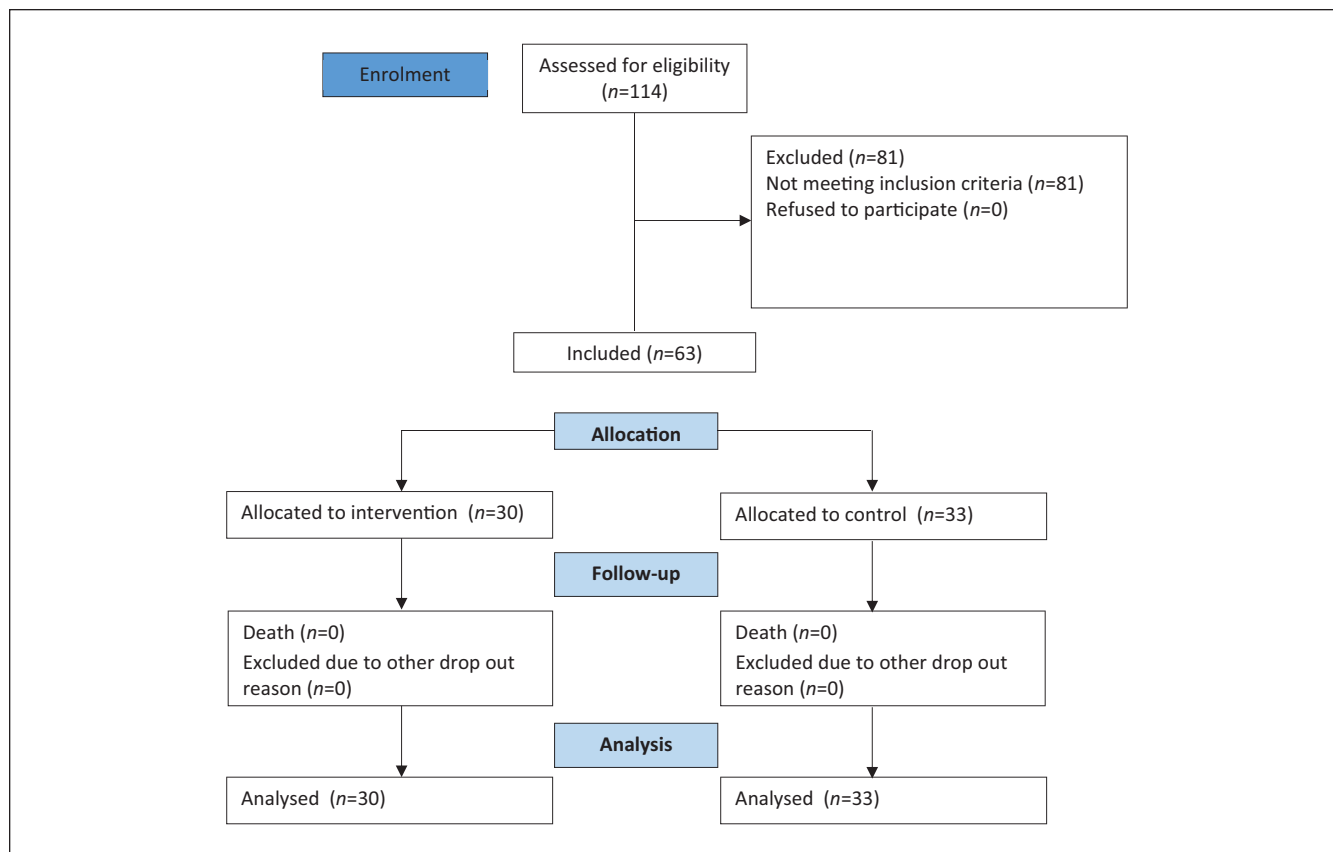 Enrolment
Assessed for eligibility
(n=114)
Excluded (n=81)
Not meeting inclusion criteria (n=81)
Refused to participate (n=0)
Included (n=63)
Allocation
Allocated to intervention (n=30)
Allocated to control (n=33)
Follow-up
Death (n=0)
Excluded due to other drop out
reason (n=0)
Death (n=0)
Excluded due to other drop out
reason (n=0)
Analysis
Analysed (n=30)
Analysed (n=33)